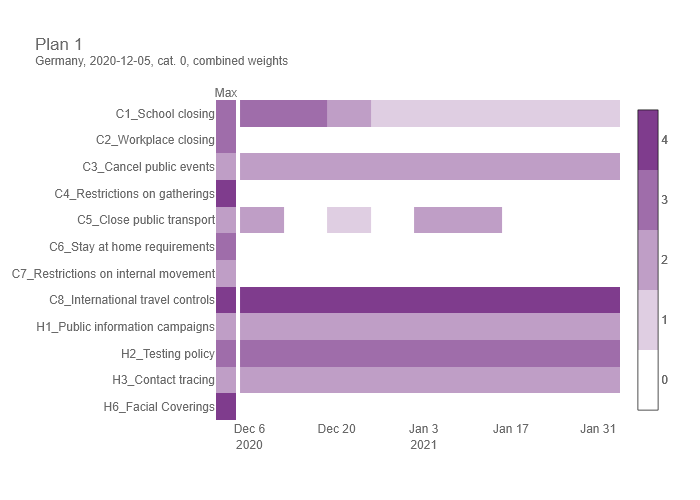 Plan 1
Germany, 2020-12-05, cat. 0, combined weights
Max
C1_School closing
C2_Workplace closing
C3_Cancel public events
C4_Restrictions on gatherings
C5_Close public transport
C6_Stay at home requirements
C7_Restrictions on internal movement
C8_International travel controls
H1_Public information campaigns
H2_Testing policy
H3_Contact tracing
H6_Facial Coverings
Dec 6 Dec 20 Jan 3 Jan 17 Jan 31
2020 2021
4
3
2
1
0